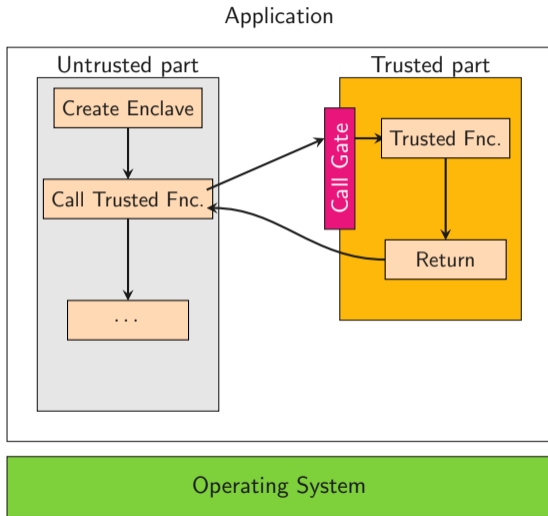 Application
Untrusted part
Trusted part
Create Enclave
Call Gate
Trusted Fnc.
Call Trusted Fnc.
Return
...
Operating System